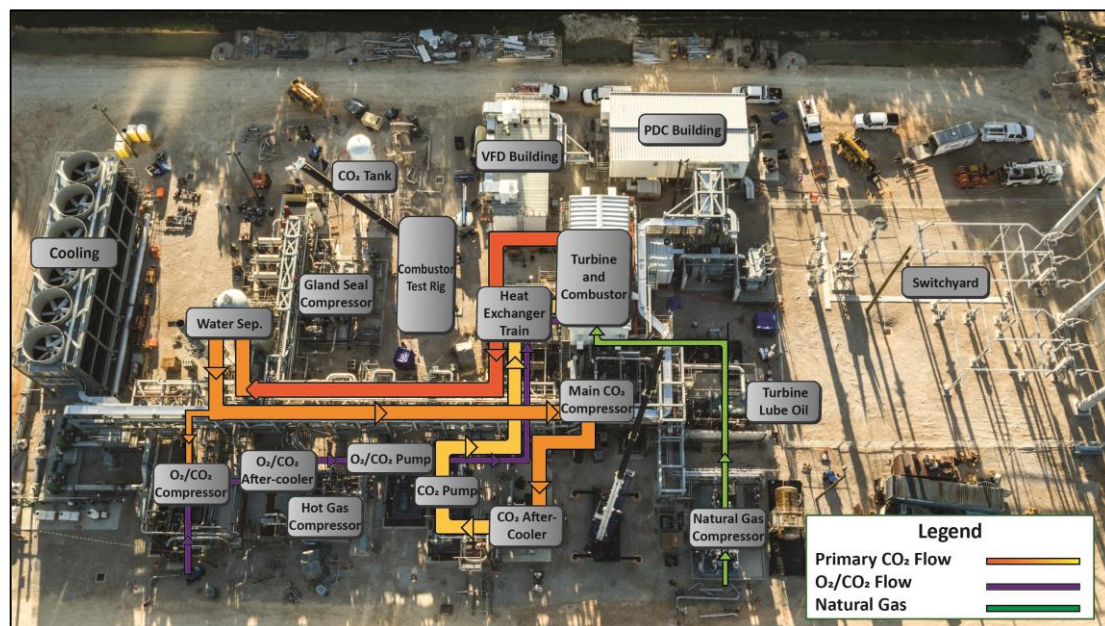 PDC Building
VFD Building
CO₂ Tank
Cooling
Gland Seal
Compressor
Combustor
Test Rig
Turbine
and
Combustor
Switchyard
Heat
Exchanger
Train
Water Sep.
Main CO₂
Compressor
Turbine
Lube Oil
O₂/CO₂
Compressor
O₂/CO₂
After-cooler
O₂/CO₂ Pump
CO₂ Pump
Hot Gas
Compressor
CO₂ After-
Cooler
Natural Gas
Compressor
Legend
Primary CO₂ Flow
O₂/CO₂ Flow
Natural Gas